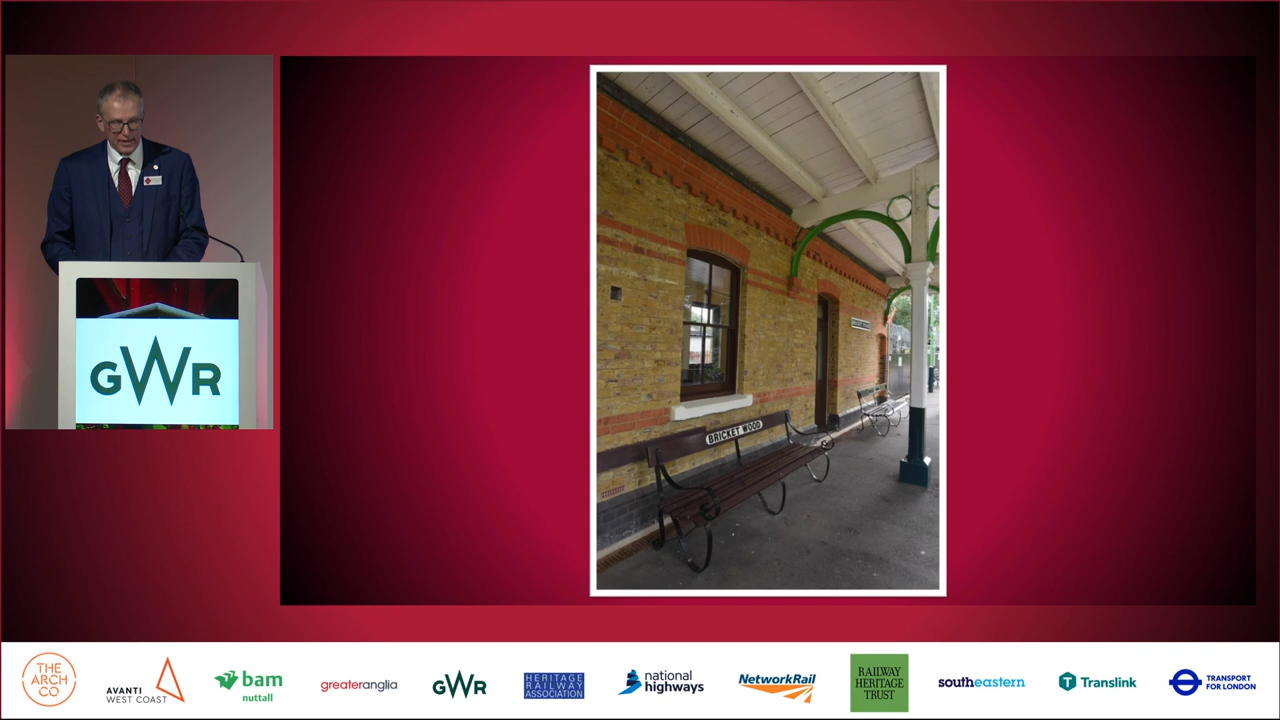 GWR
BRICKET WOOD
THE
ARCH
CO
AVANTI
WEST COAST
bam
nuttall
greateranglia
GWR
HERITAGE
RAILWAY
ASSOCIATION
national
highways
NetworkRail
RAILWAY
HERITAGE
TRUST
southeastern
Translink
TRANSPORT
FOR LONDON